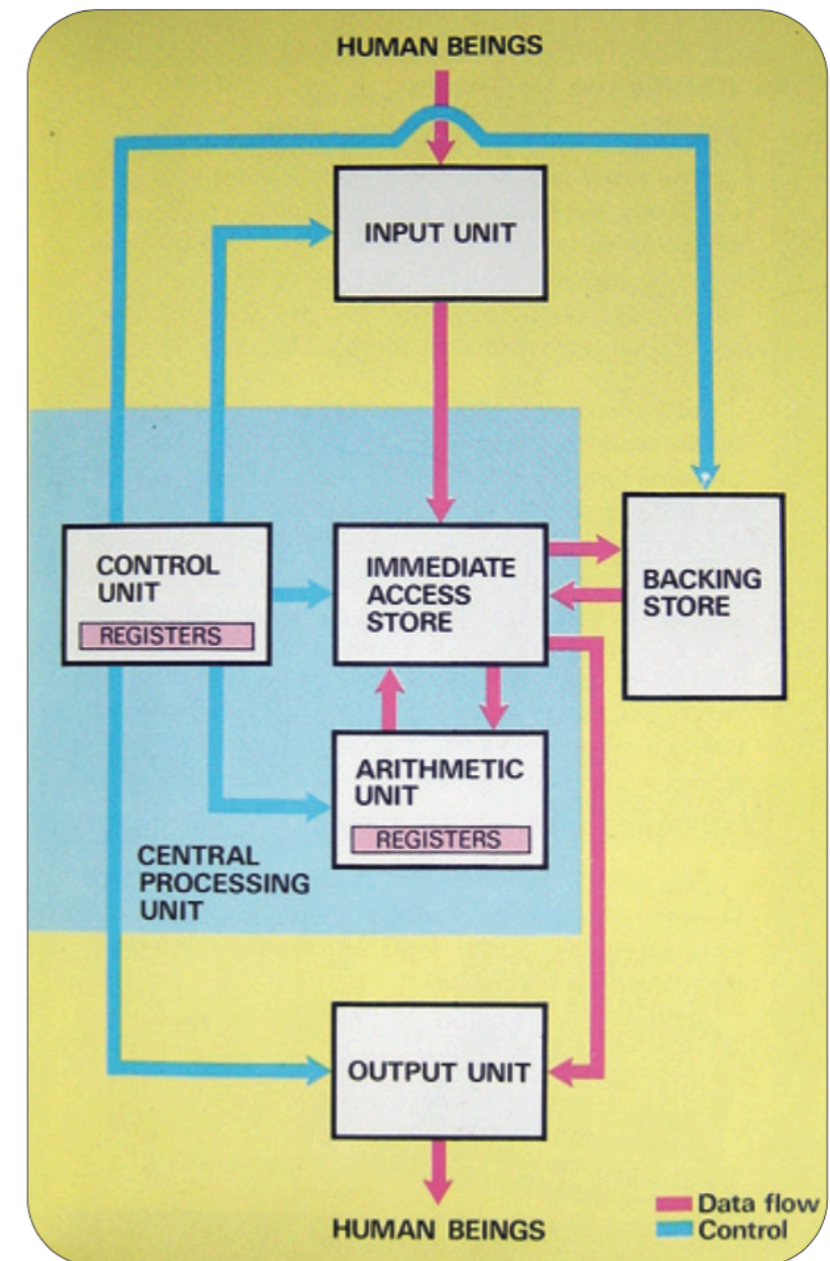 HUMAN BEINGS
INPUT UNIT
CONTROL
UNIT
REGISTERS
IMMEDIATE
ACCESS
STORE
BACKING
STORE
ARITHMETIC
UNIT
REGISTERS
CENTRAL
PROCESSING
UNIT
OUTPUT UNIT
HUMAN BEINGS
Data flow
Control